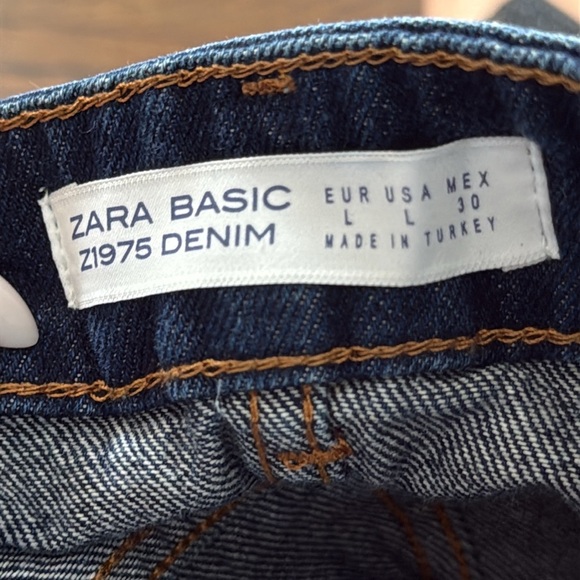 ZARA BASIC
Z1975 DENIM
EUR USA MEX
L L 30
MADE IN TURKEY